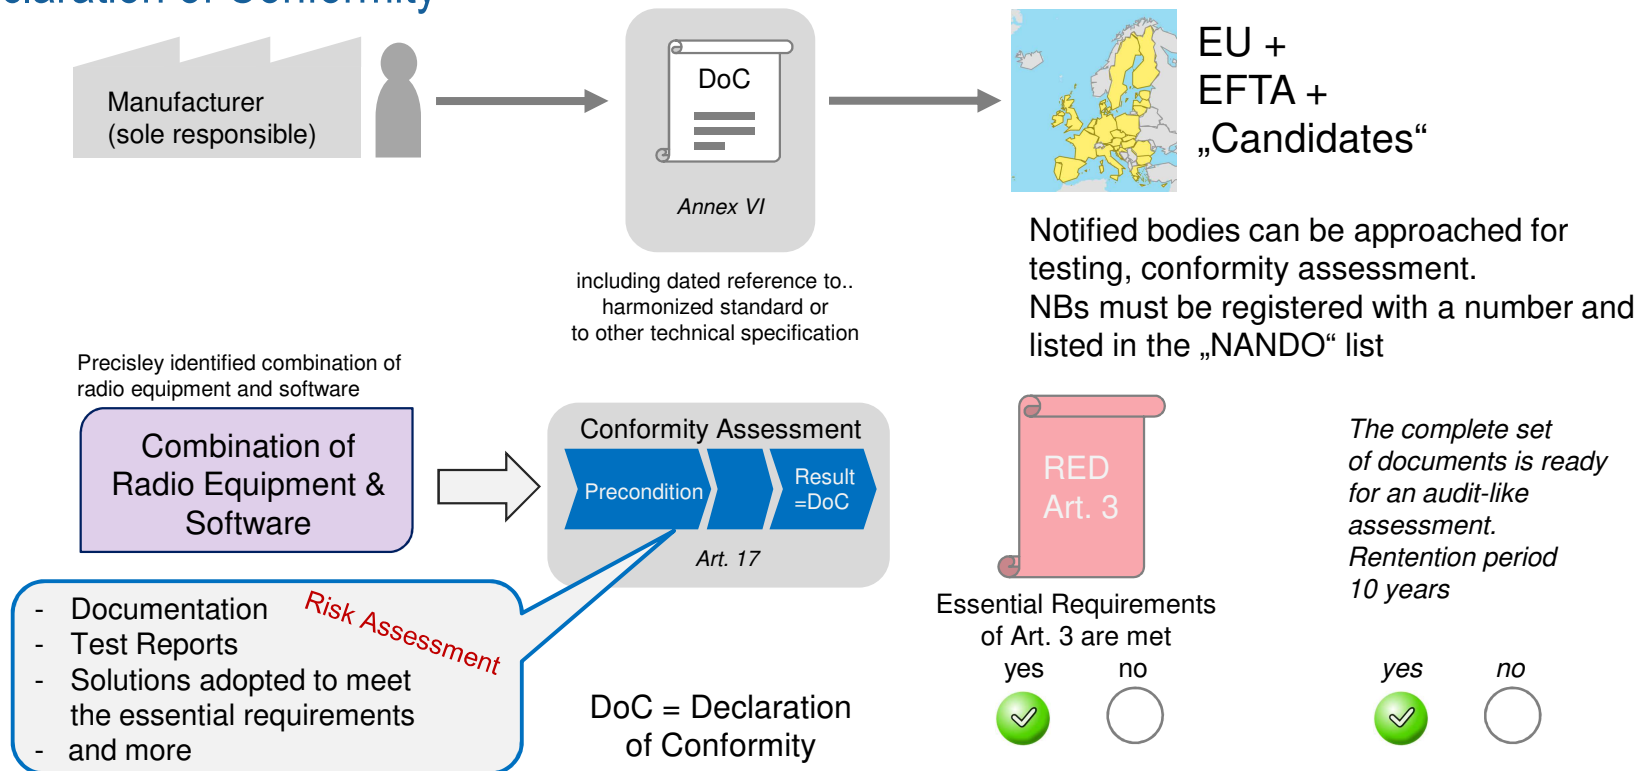 claration of Conformity
Manufacturer
(sole responsible)
DoC
Annex VI
EU +
EFTA +
„Candidates“
including dated reference to..
harmonized standard or
to other technical specification
Notified bodies can be approached for
testing, conformity assessment.
NBs must be registered with a number and
listed in the „NANDO“ list
Precisley identified combination of
radio equipment and software
Combination of
Radio Equipment &
Software
Conformity Assessment
Precondition
Result
=DoC
Art. 17
RED
Art. 3
The complete set
of documents is ready
for an audit-like
assessment.
Rentention period
10 years
- Documentation
- Test Reports
- Solutions adopted to meet
the essential requirements
- and more
Risk Assessment
DoC = Declaration
of Conformity
Essential Requirements
of Art. 3 are met
yes no
yes no